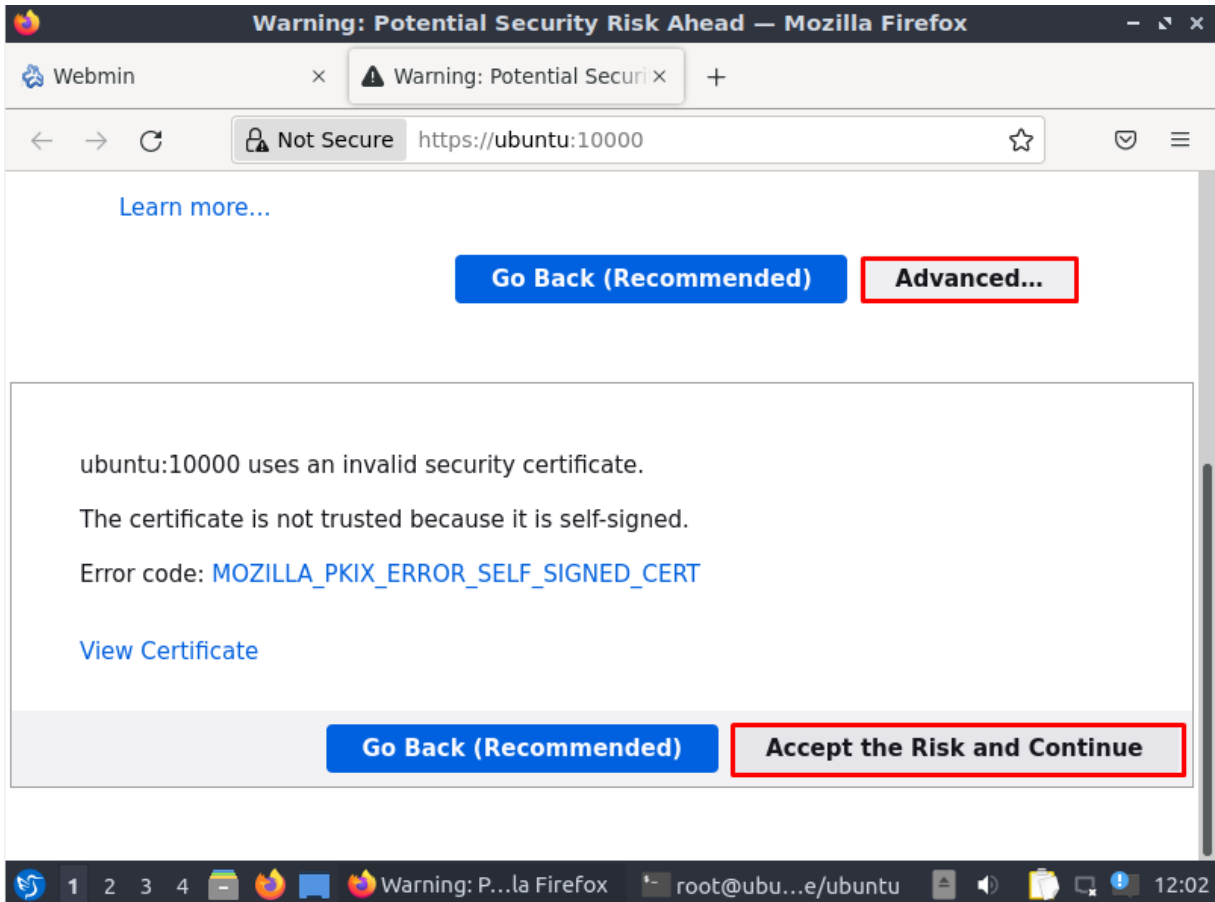 Warning: Potential Security Risk Ahead — Mozilla Firefox
Webmin
Warning: Potential Securi
Not Secure
https://ubuntu:10000
Learn more…
Go Back (Recommended)
Advanced…
ubuntu:10000 uses an invalid security certificate.
The certificate is not trusted because it is self-signed.
Error code: MOZILLA_PKIX_ERROR_SELF_SIGNED_CERT
View Certificate
Go Back (Recommended)
Accept the Risk and Continue
1 2 3 4 Warning: P...la Firefox root@ubu...e/ubuntu 12:02